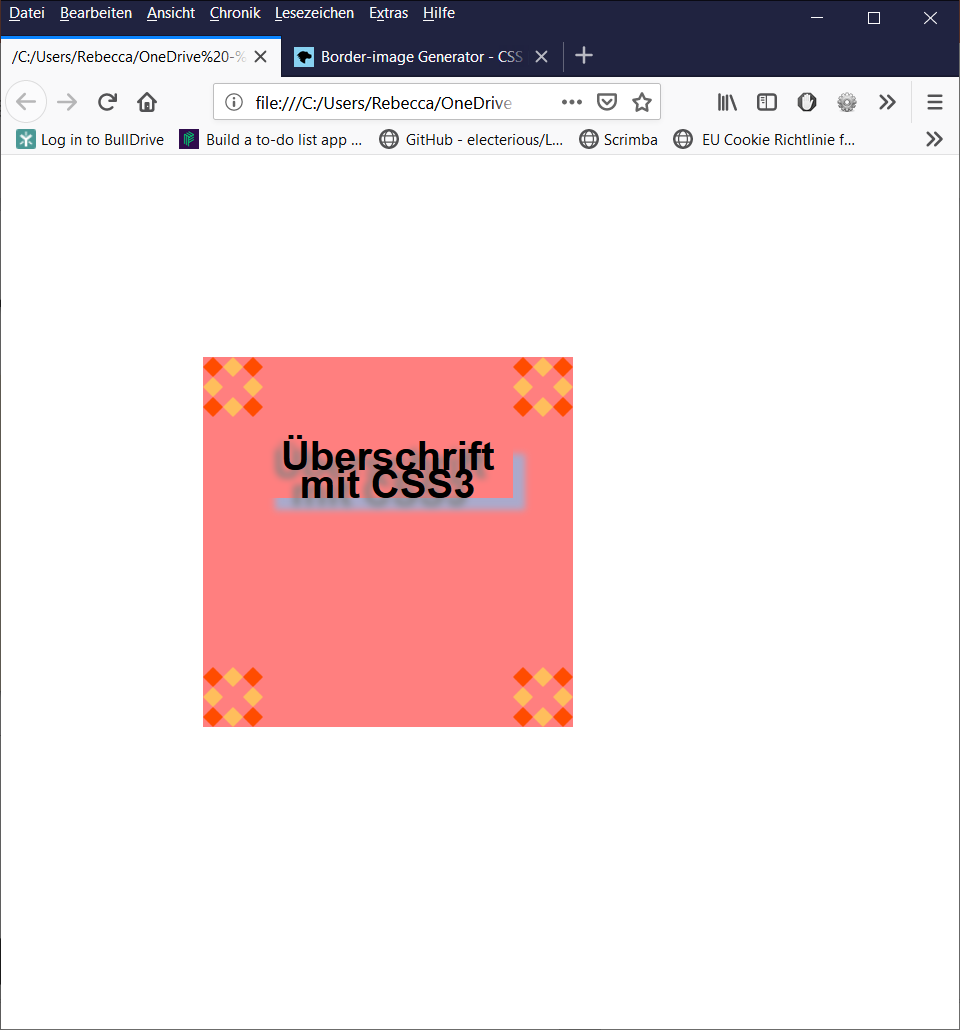 Datei Bearbeiten Ansicht Chronik Lesezeichen Extras Hilfe
/C:/Users/Rebecca/OneDrive%20-% Border-image Generator - CSS
file:///C:/Users/Rebecca/OneDrive
Log in to BullDrive Build a to-do list app ... GitHub - electerious/L... Scrimba EU Cookie Richtlinie f...
Überschrift
mit CSS3